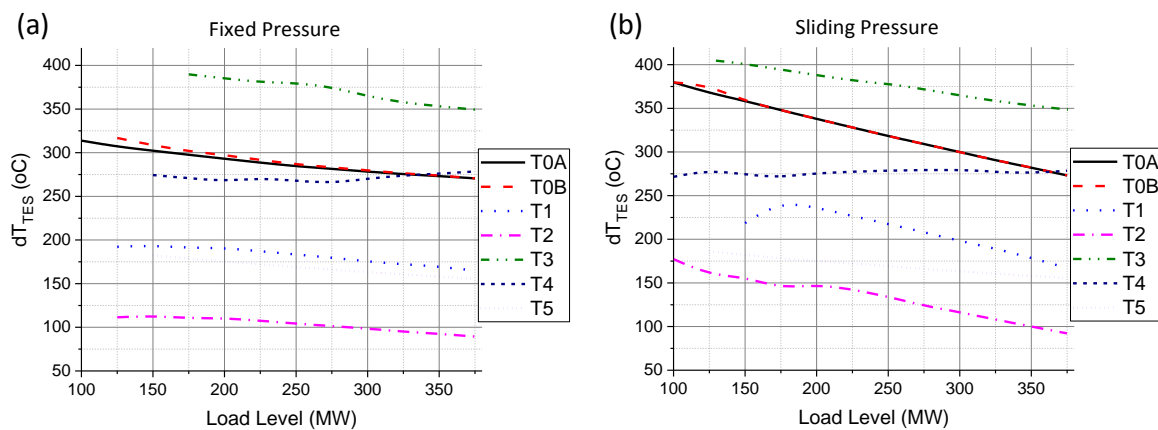 (a)
Fixed Pressure
400
350
300
250
200
150
100
50
dT_TES (oC)
100 150 200 250 300 350
Load Level (MW)
T0A
T0B
T1
T2
T3
T4
T5
(b)
Sliding Pressure
400
350
300
250
200
150
100
50
dT_TES (oC)
100 150 200 250 300 350
Load Level (MW)
T0A
T0B
T1
T2
T3
T4
T5